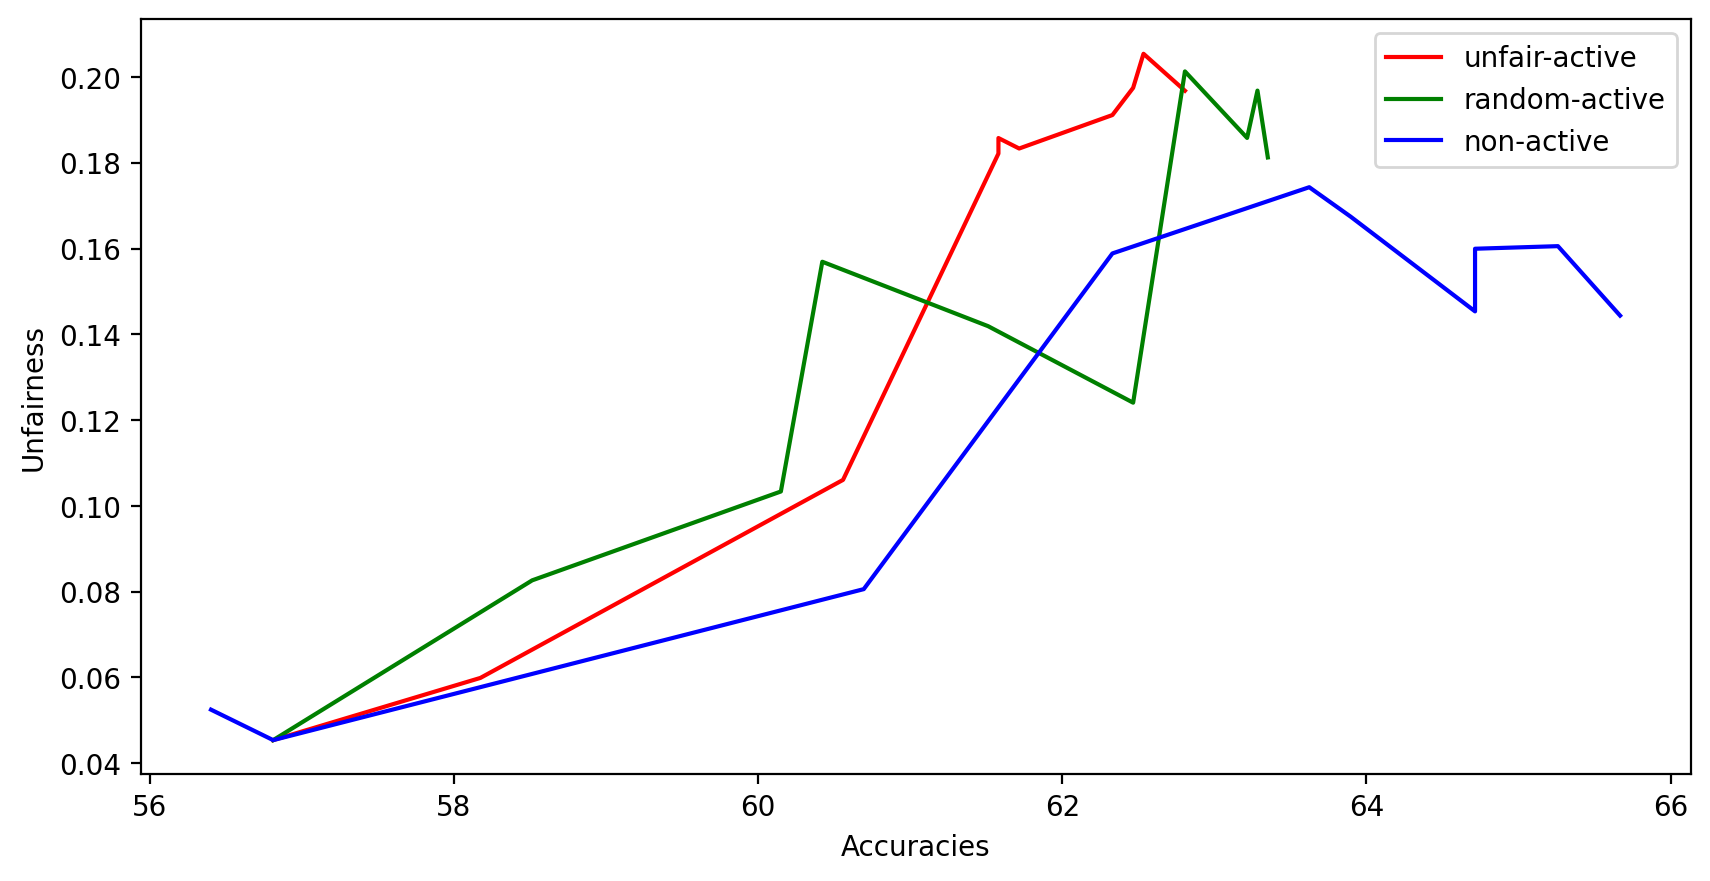 unfair-active
random-active
non-active
Unfairness
0.20
0.18
0.16
0.14
0.12
0.10
0.08
0.06
0.04
56 58 60 62 64 66
Accuracies